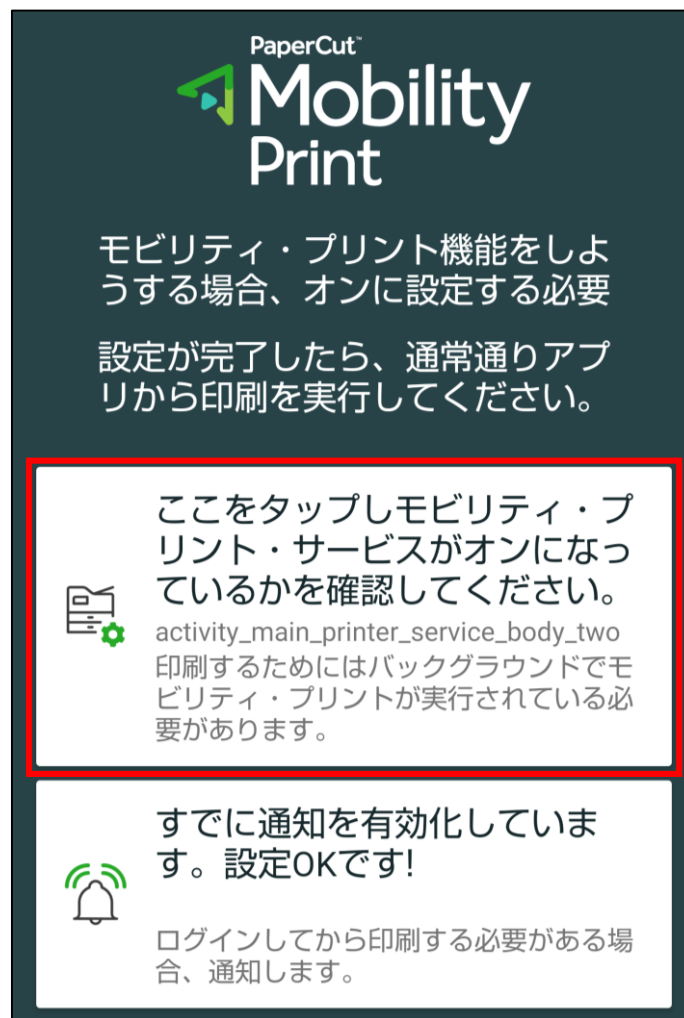 PaperCut™
Mobility
Print
モビリティ・プリント機能をしよ
うする場合、オンに設定する必要
設定が完了したら、通常通りアプ
リから印刷を実行してください。
ここをタップしモビリティ・プ
リント・サービスがオンになっ
ているかを確認してください。
activity_main_printer_service_body_two
印刷するためにはバックグラウンドでモ
ビリティ・プリントが実行されている必
要があります。
すでに通知を有効化していま
す。設定OKです!
ログインしてから印刷する必要がある場
合、通知します。